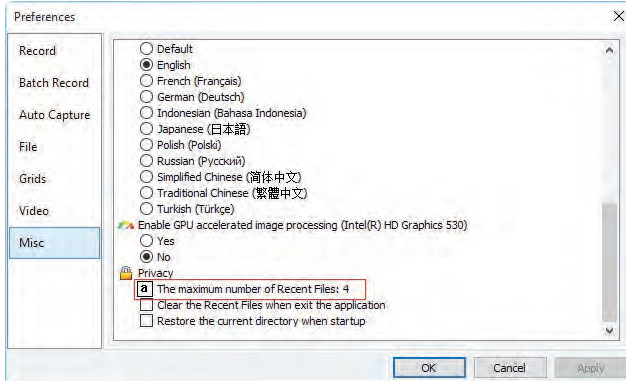 Preferences
Record
Batch Record
Auto Capture
File
Grids
Video
Misc
Default
English
French (Français)
German (Deutsch)
Indonesian (Bahasa Indonesia)
Japanese (日本語)
Polish (Polski)
Russian (Русский)
Simplified Chinese (简体中文)
Traditional Chinese (繁體中文)
Turkish (Türkçe)
Enable GPU accelerated image processing (Intel(R) HD Graphics 530)
Yes
No
Privacy
a The maximum number of Recent Files: 4
Clear the Recent Files when exit the application
Restore the current directory when startup
OK Cancel Apply